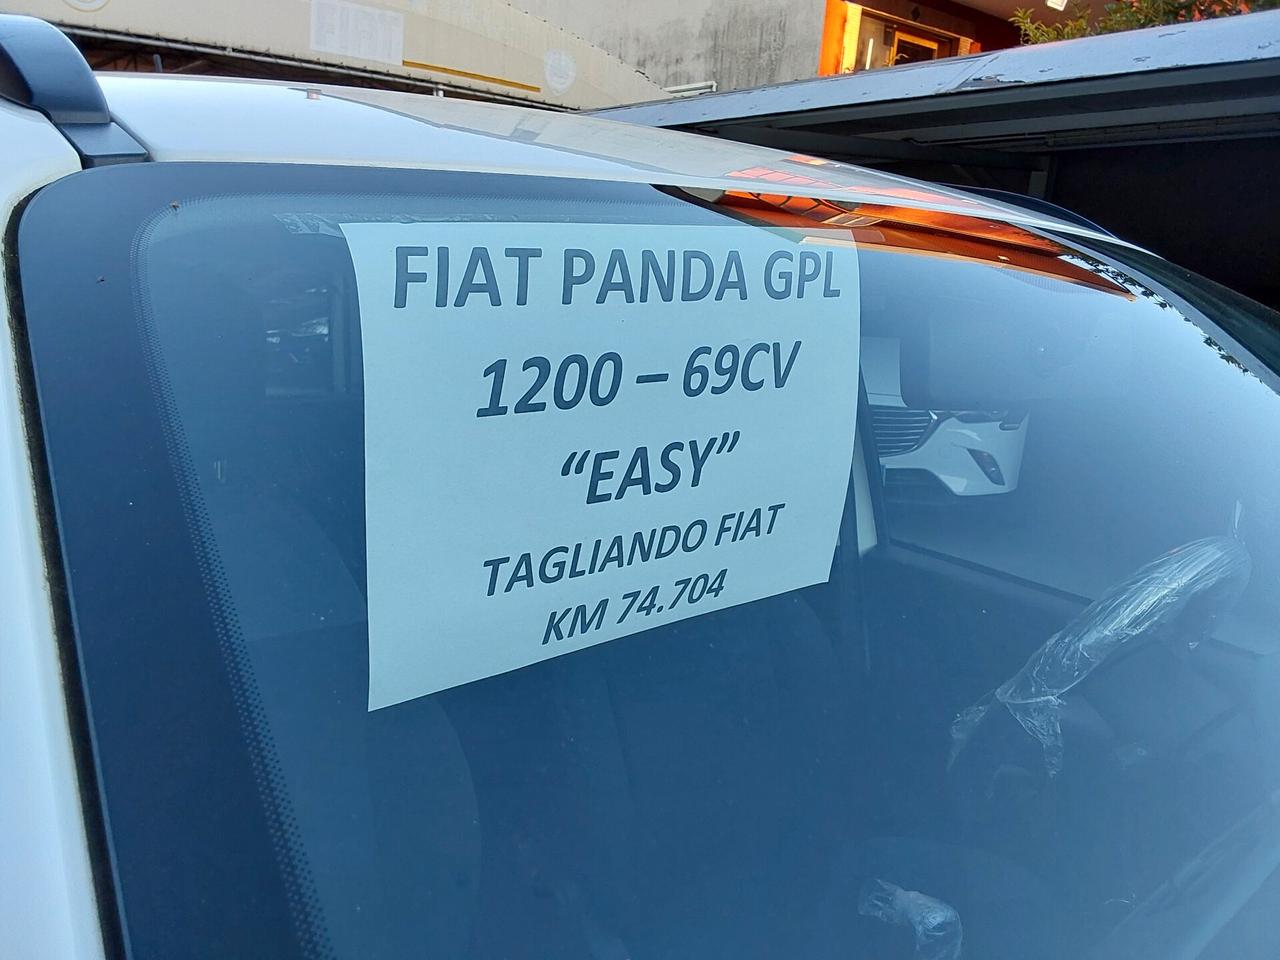 FIAT PANDA GPL
1200 – 69CV
“EASY”
TAGLIANDO FIAT
KM 74.704